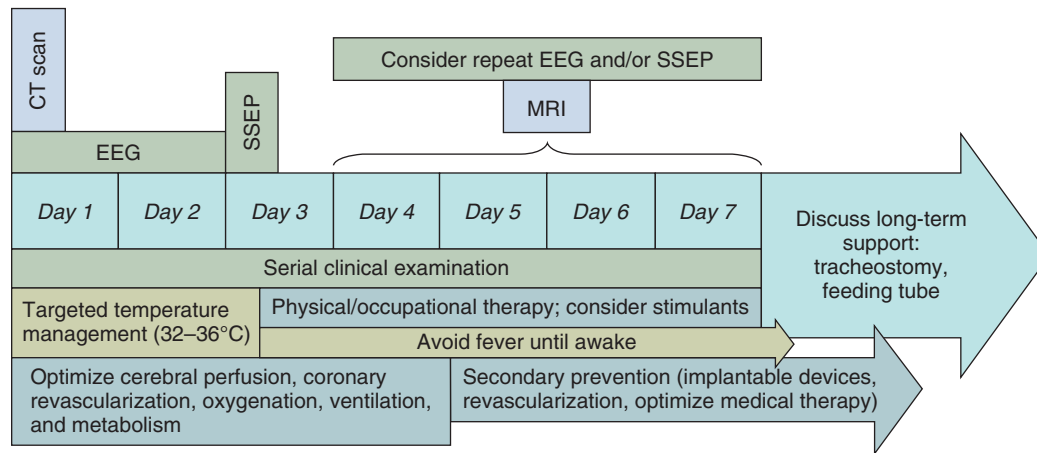 CT scan
EEG
SSEP
Consider repeat EEG and/or SSEP
MRI
Day 1
Day 2
Day 3
Day 4
Day 5
Day 6
Day 7
Discuss long-term
support:
tracheostomy,
feeding tube
Serial clinical examination
Targeted temperature
management (32–36°C)
Physical/occupational therapy; consider stimulants
Avoid fever until awake
Optimize cerebral perfusion, coronary
revascularization, oxygenation, ventilation,
and metabolism
Secondary prevention (implantable devices,
revascularization, optimize medical therapy)